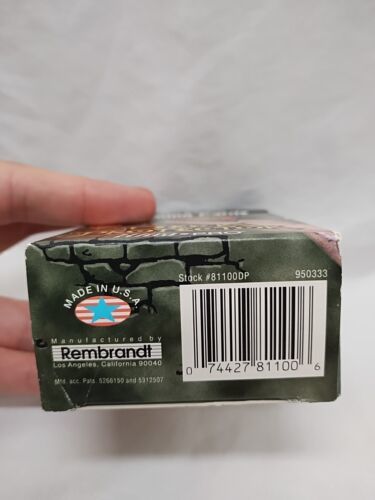 Stock #81100DP
950333
MADE IN U.S.A.
Manufactured by
Rembrandt
Los Angeles, California 90040
Mfd. acc. Pats. 5266150 and 5312507
0 74427 81100 6